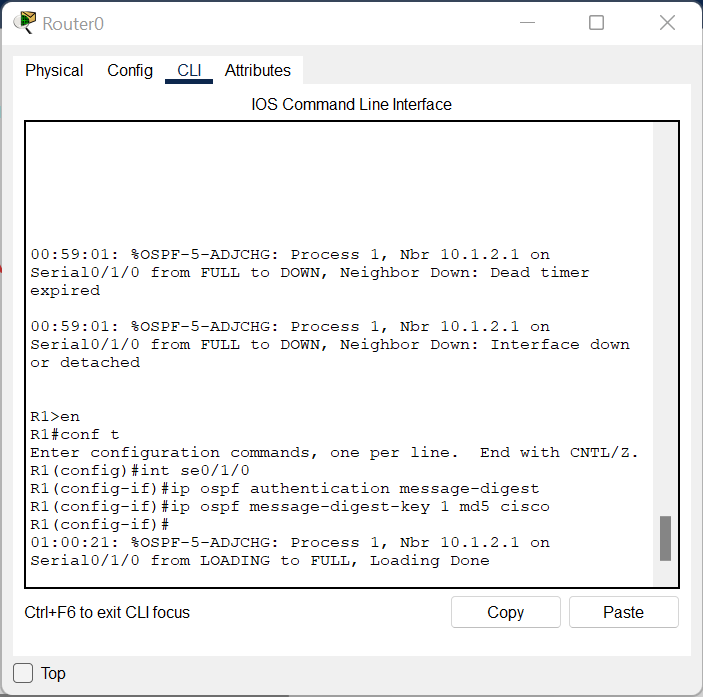 Router0
Physical Config CLI Attributes
IOS Command Line Interface
00:59:01: %OSPF-5-ADJCHG: Process 1, Nbr 10.1.2.1 on
Serial0/1/0 from FULL to DOWN, Neighbor Down: Dead timer
expired
00:59:01: %OSPF-5-ADJCHG: Process 1, Nbr 10.1.2.1 on
Serial0/1/0 from FULL to DOWN, Neighbor Down: Interface down
or detached
R1>en
R1#conf t
Enter configuration commands, one per line.  End with CNTL/Z.
R1(config)#int se0/1/0
R1(config-if)#ip ospf authentication message-digest
R1(config-if)#ip ospf message-digest-key 1 md5 cisco
R1(config-if)#
01:00:21: %OSPF-5-ADJCHG: Process 1, Nbr 10.1.2.1 on
Serial0/1/0 from LOADING to FULL, Loading Done
Ctrl+F6 to exit CLI focus
Copy Paste
Top